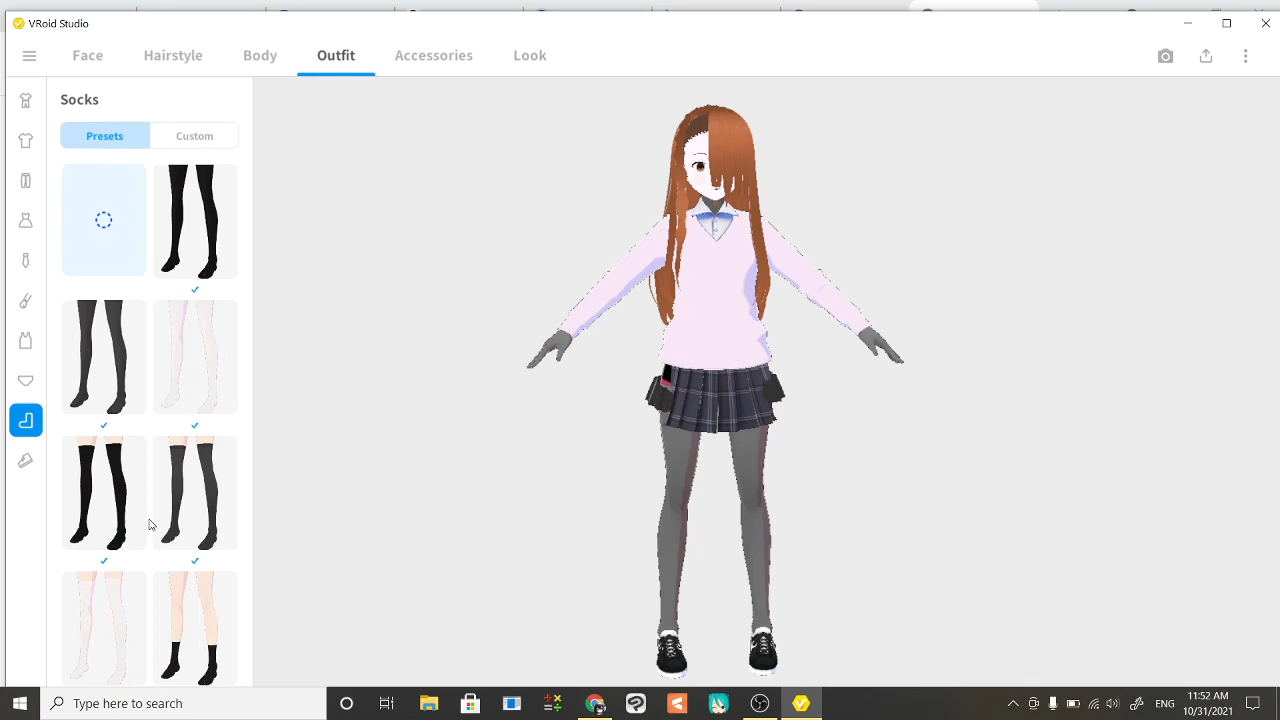 VRoid Studio
Face
Hairstyle
Body
Outfit
Accessories
Look
Socks
Presets
Custom
Type here to search
ENG
11:52 AM
10/31/2021